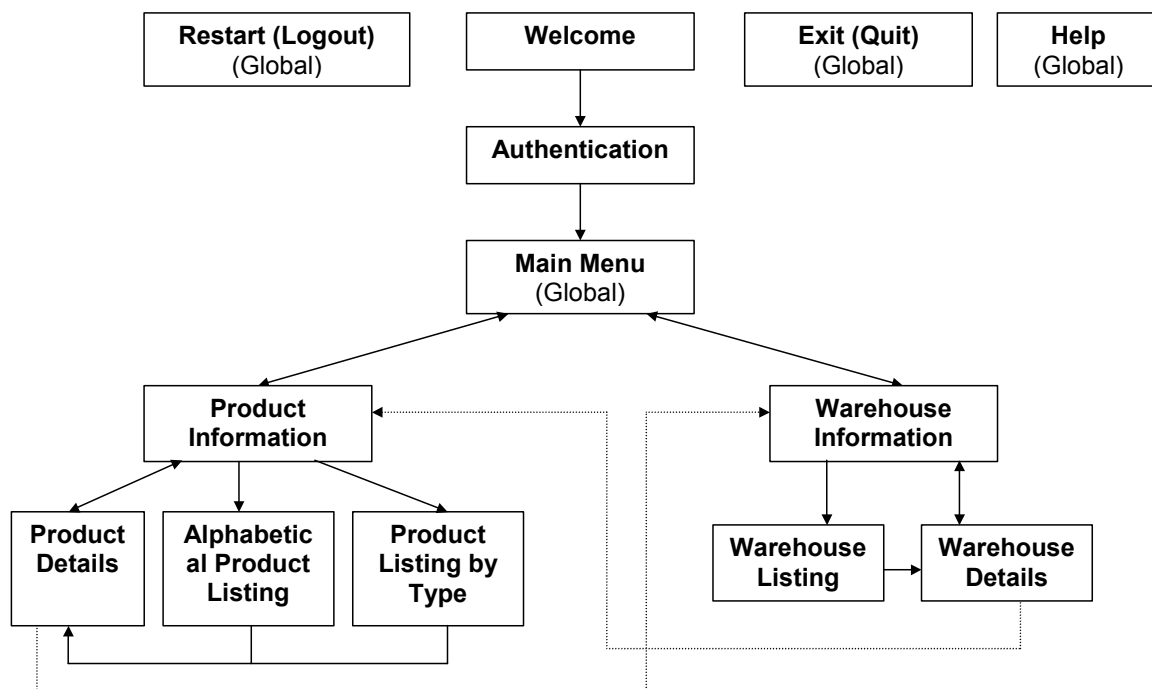 Restart (Logout)
(Global)
Welcome
Exit (Quit)
(Global)
Help
(Global)
Authentication
Main Menu
(Global)
Product
Information
Warehouse
Information
Product
Details
Alphabetic
al Product
Listing
Product
Listing by
Type
Warehouse
Listing
Warehouse
Details